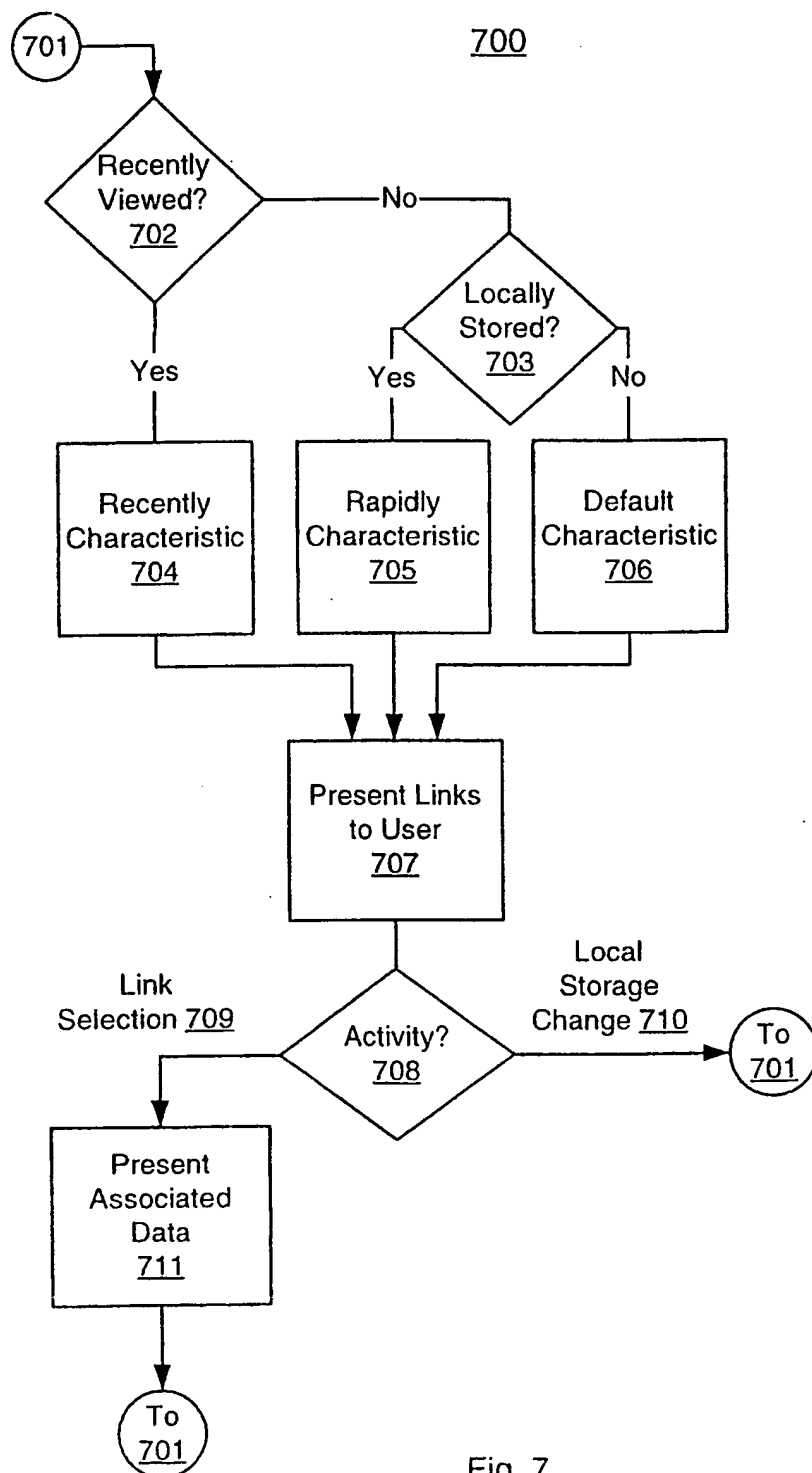 701
700
Recently
Viewed?
702
No
Locally
Stored?
703
Yes
Yes
No
Recently
Characteristic
704
Rapidly
Characteristic
705
Default
Characteristic
706
Present Links
to User
707
Link
Selection 709
Activity?
708
Local
Storage
Change 710
To
701
Present
Associated
Data
711
To
701
Fig. 7